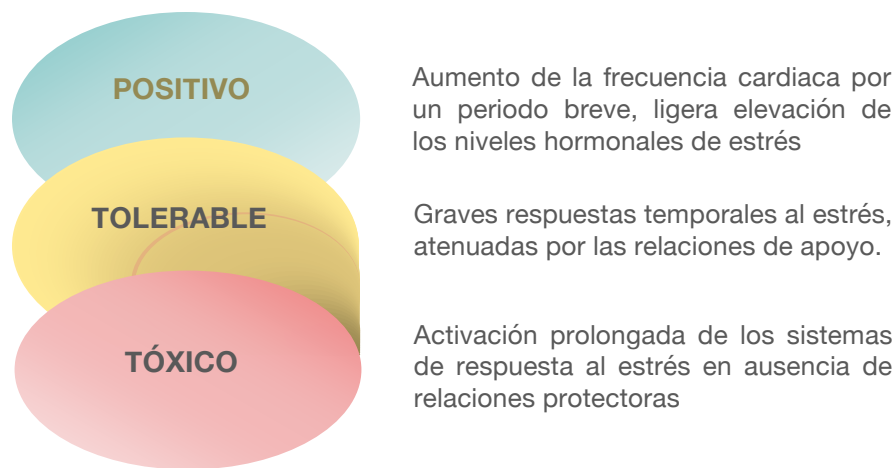 POSITIVO
Aumento de la frecuencia cardiaca por
un periodo breve, ligera elevación de
los niveles hormonales de estrés
TOLERABLE
Graves respuestas temporales al estrés,
atenuadas por las relaciones de apoyo.
TÓXICO
Activación prolongada de los sistemas
de respuesta al estrés en ausencia de
relaciones protectoras